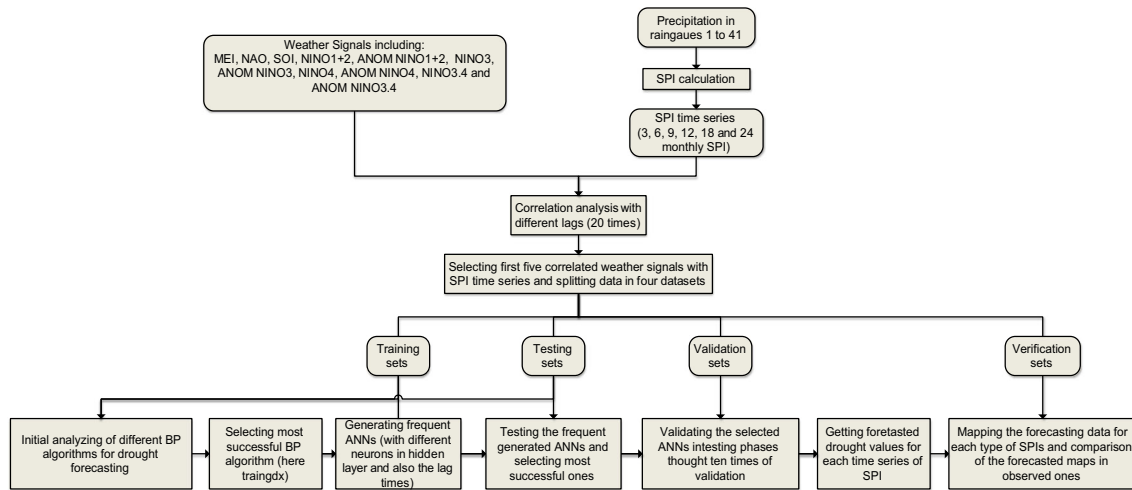 Weather Signals including:
MEI, NAO, SOI, NINO1+2, ANOM NINO1+2, NINO3,
ANOM NINO3, NINO4, ANOM NINO4, NINO3.4 and
ANOM NINO3.4
Precipitation in
raingaues 1 to 41
SPI calculation
SPI time series
(3, 6, 9, 12, 18 and 24
monthly SPI)
Correlation analysis with
different lags (20 times)
Selecting first five correlated weather signals with
SPI time series and splitting data in four datasets
Training
sets
Testing
sets
Validation
sets
Verification
sets
Initial analyzing of different BP
algorithms for drought forecasting
Selecting most
successful BP
algorithm (here
traingdx)
Generating frequent
ANNs (with different
neurons in hidden
layer and also the lag
times)
Testing the frequent
generated ANNs and
selecting most
successful ones
Validating the selected
ANNs intesting phases
thought ten times of
validation
Getting foretasted
drought values for
each time series of
SPI
Mapping the forecasting data for
each type of SPIs and comparison
of the forecasted maps in
observed ones